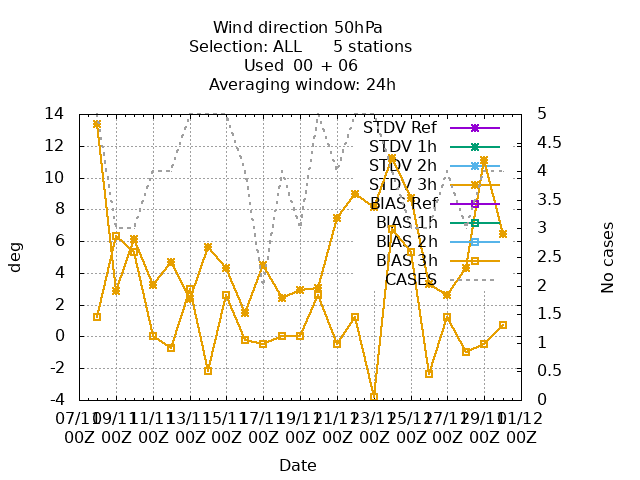 Wind direction 50hPa
Selection: ALL 5 stations
Used 00 + 06
Averaging window: 24h
14
12
10
8
6
4
2
0
-2
-4
deg
5
4.5
4
3.5
3
2.5
2
1.5
1
0.5
0
No cases
STDV Ref
STDV 1h
STDV 2h
STDV 3h
BIAS Ref
BIAS 1h
BIAS 2h
BIAS 3h
CASES
07/11 09/11 11/11 13/11 15/11 17/11 19/11 21/11 23/11 25/11 27/11 29/11 01/12
00Z 00Z 00Z 00Z 00Z 00Z 00Z 00Z 00Z 00Z 00Z 00Z 00Z
Date